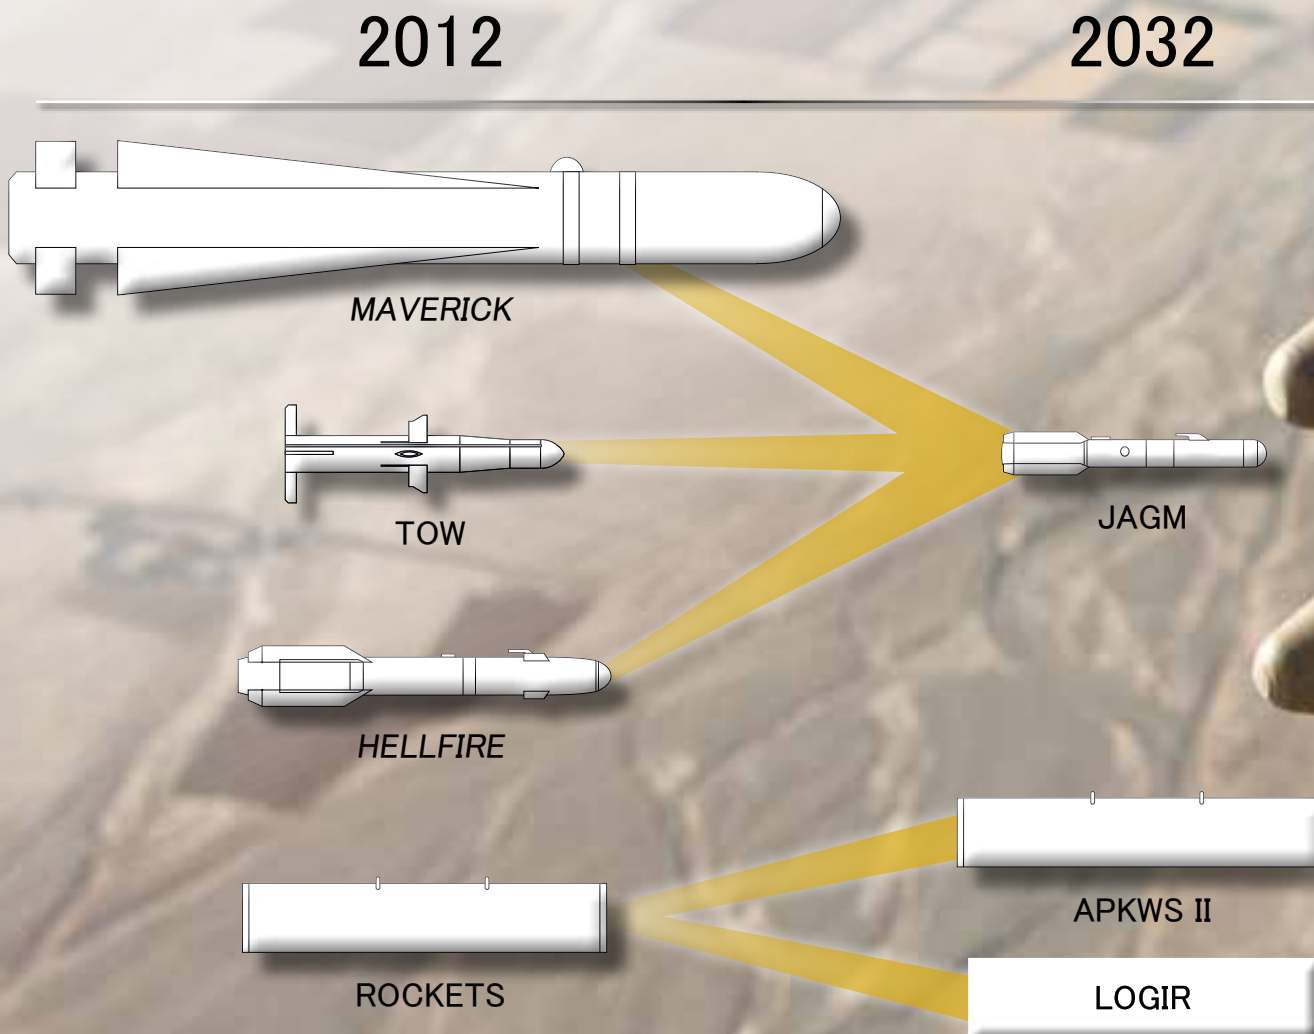 2012
2032
MAVERICK
TOW
JAGM
HELLFIRE
APKWS II
ROCKETS
LOGIR